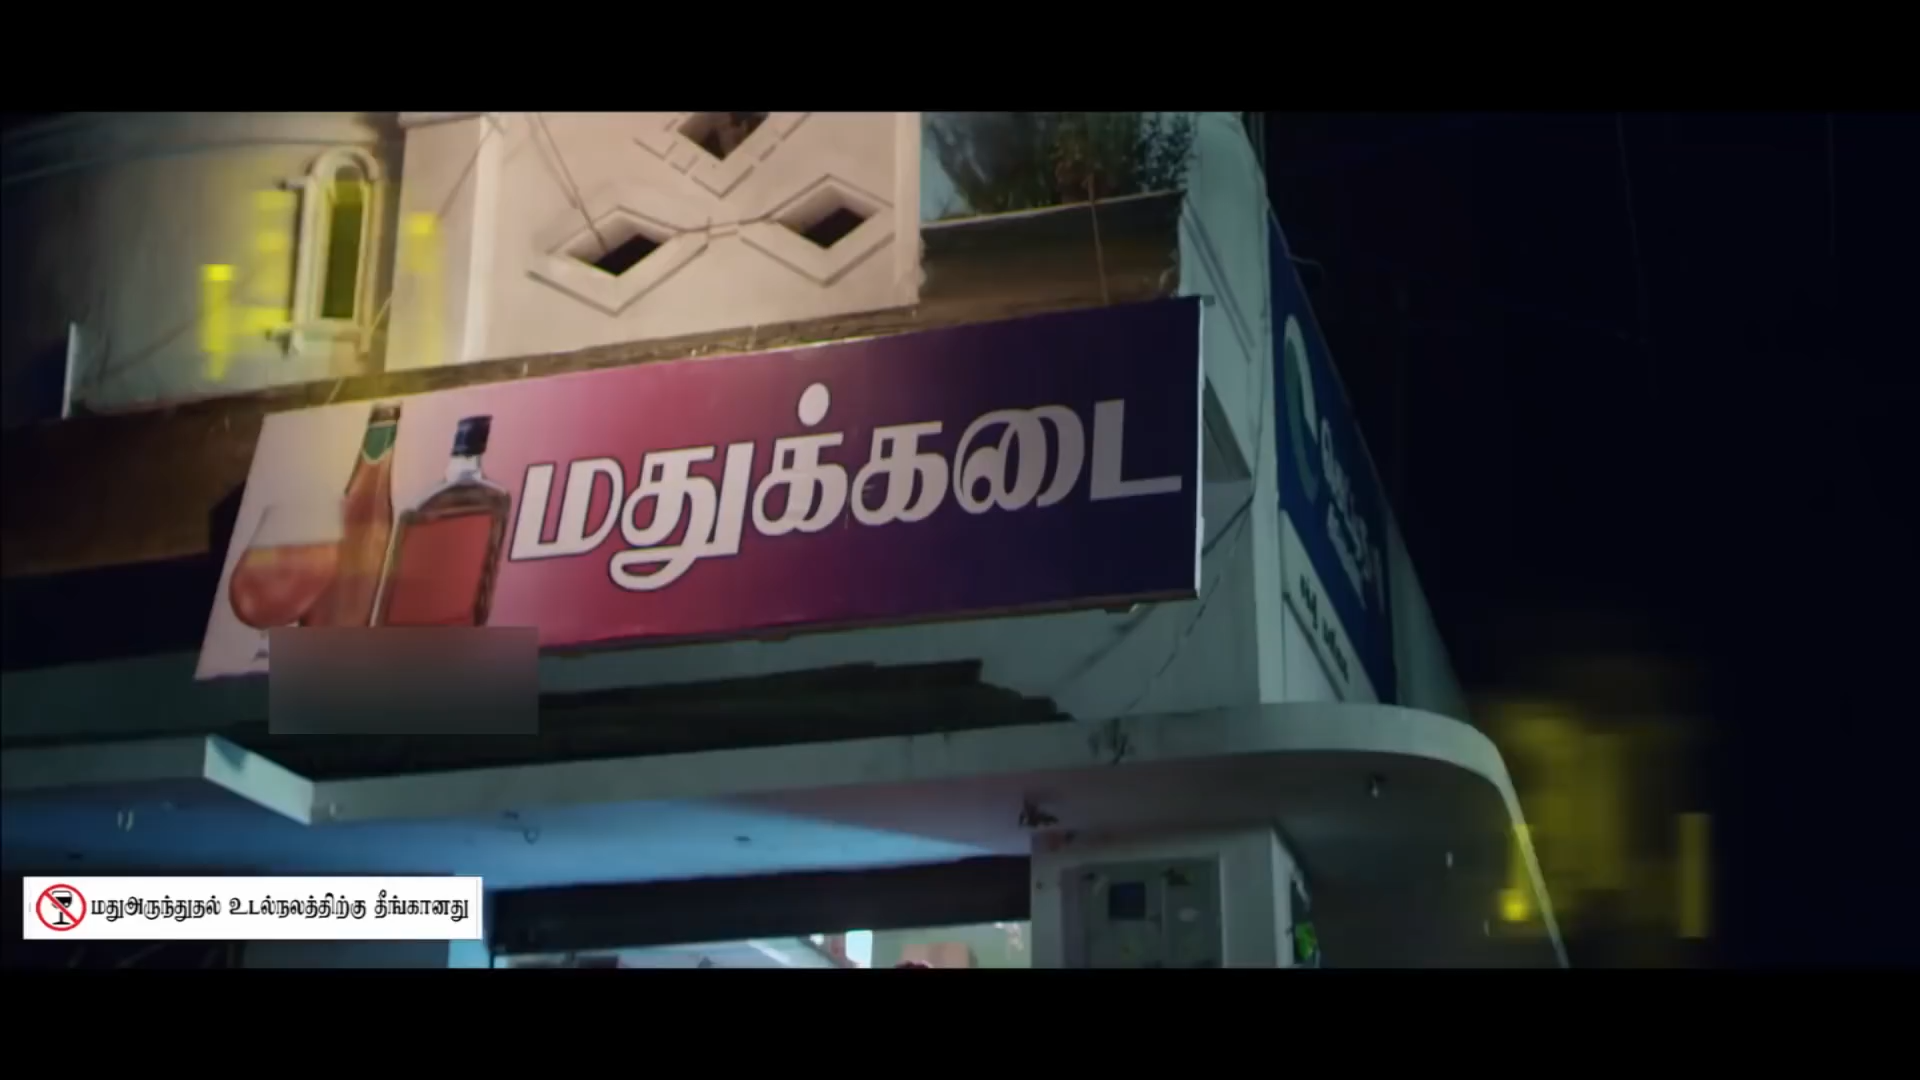 மதுக்கடை
மதுஅருந்துதல் உடல்நலத்திற்கு தீங்கானது